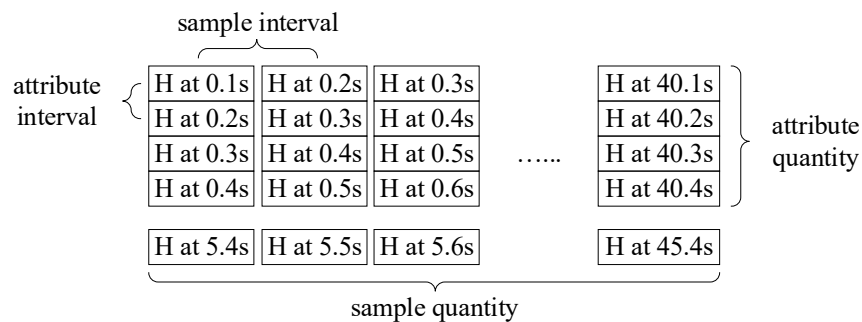 sample interval
attribute interval
H at 0.1s H at 0.2s H at 0.3s H at 40.1s
H at 0.2s H at 0.3s H at 0.4s H at 40.2s
H at 0.3s H at 0.4s H at 0.5s …... H at 40.3s
H at 0.4s H at 0.5s H at 0.6s H at 40.4s
attribute quantity
H at 5.4s H at 5.5s H at 5.6s H at 45.4s
sample quantity